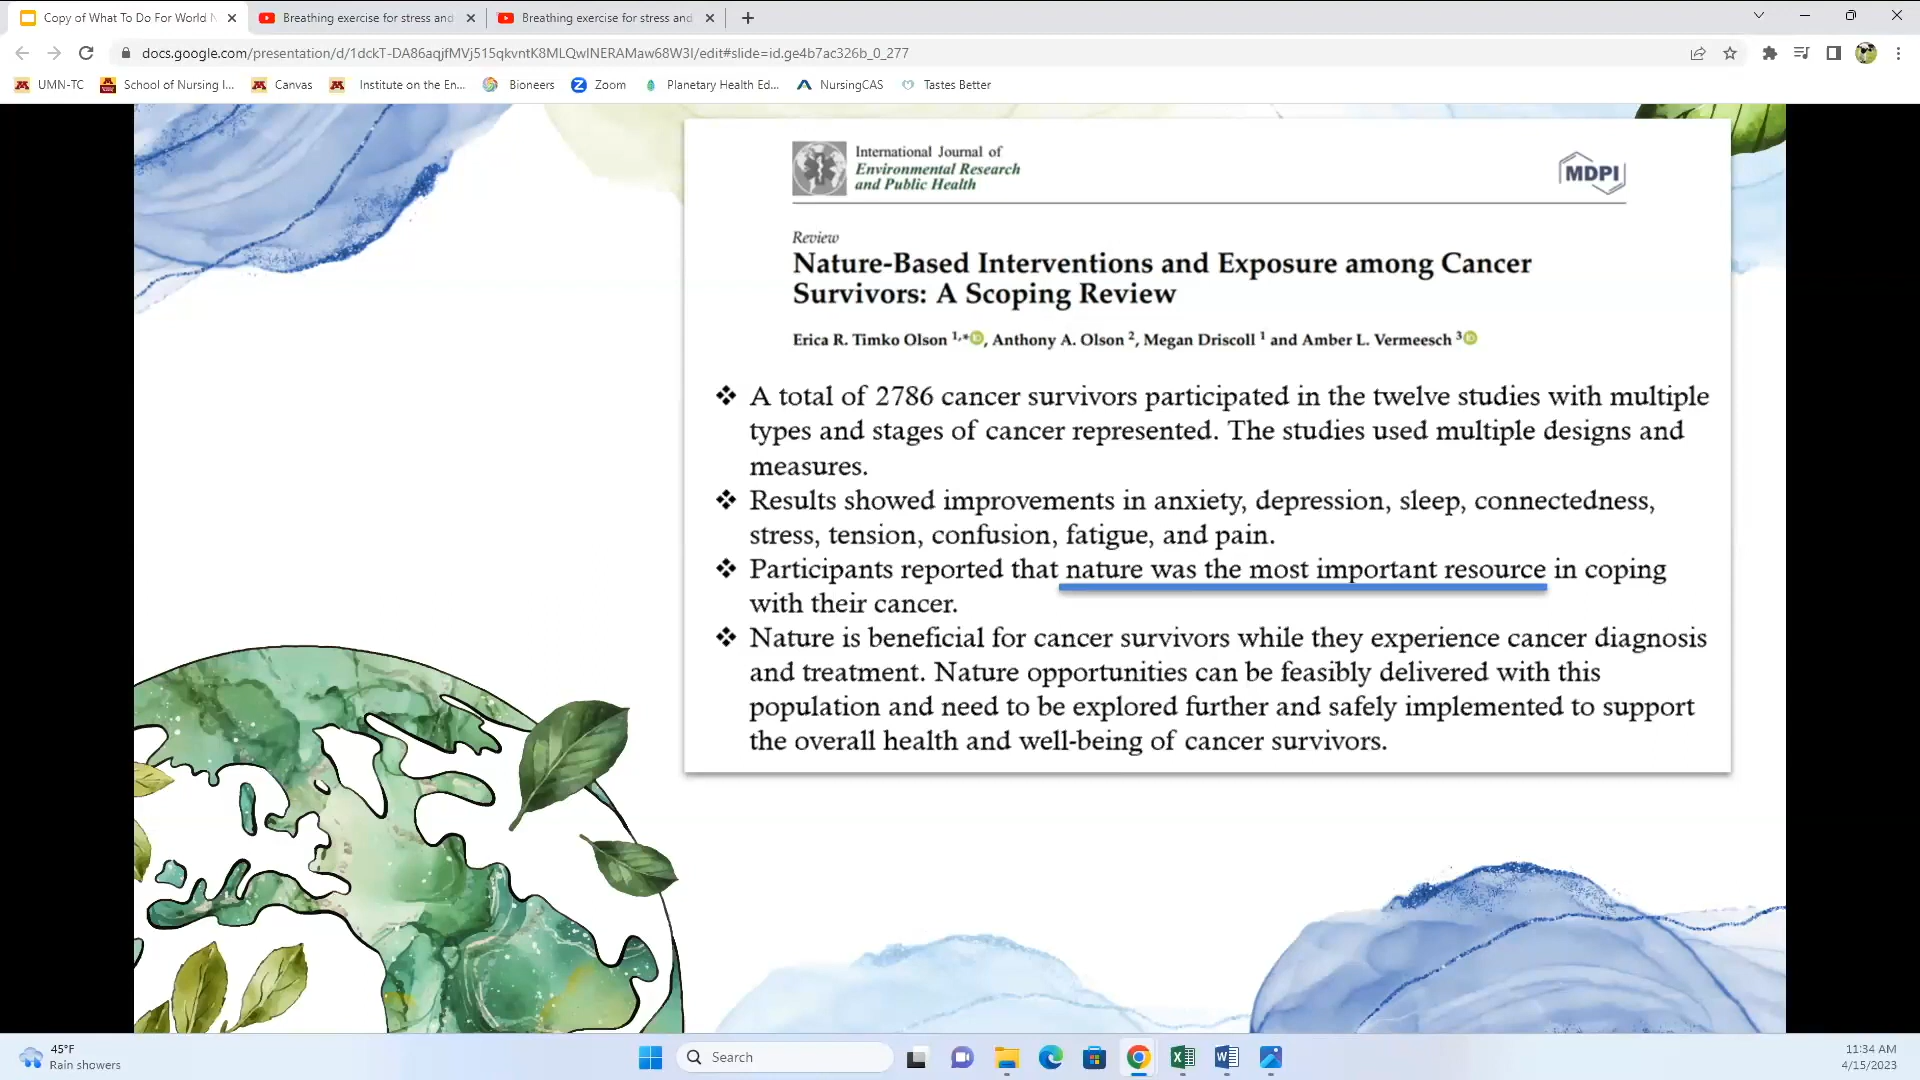 Copy of What To Do For World N
Breathing exercise for stress and
Breathing exercise for stress and
docs.google.com/presentation/d/1dckT-DA86aqjfMVj515qkvntK8MLQwlNERAMaw68W3I/edit#slide=id.ge4b7ac326b_0_277
UMN-TC School of Nursing I... Canvas Institute on the En... Bioneers Zoom Planetary Health Ed... NursingCAS Tastes Better
International Journal of
Environmental Research
and Public Health
MDPI
Review
Nature-Based Interventions and Exposure among Cancer
Survivors: A Scoping Review
Erica R. Timko Olson 1,*, Anthony A. Olson 2, Megan Driscoll 1 and Amber L. Vermeesch 3
❖ A total of 2786 cancer survivors participated in the twelve studies with multiple
types and stages of cancer represented. The studies used multiple designs and
measures.
❖ Results showed improvements in anxiety, depression, sleep, connectedness,
stress, tension, confusion, fatigue, and pain.
❖ Participants reported that nature was the most important resource in coping
with their cancer.
❖ Nature is beneficial for cancer survivors while they experience cancer diagnosis
and treatment. Nature opportunities can be feasibly delivered with this
population and need to be explored further and safely implemented to support
the overall health and well-being of cancer survivors.
45°F
Rain showers
Search
11:34 AM
4/15/2023